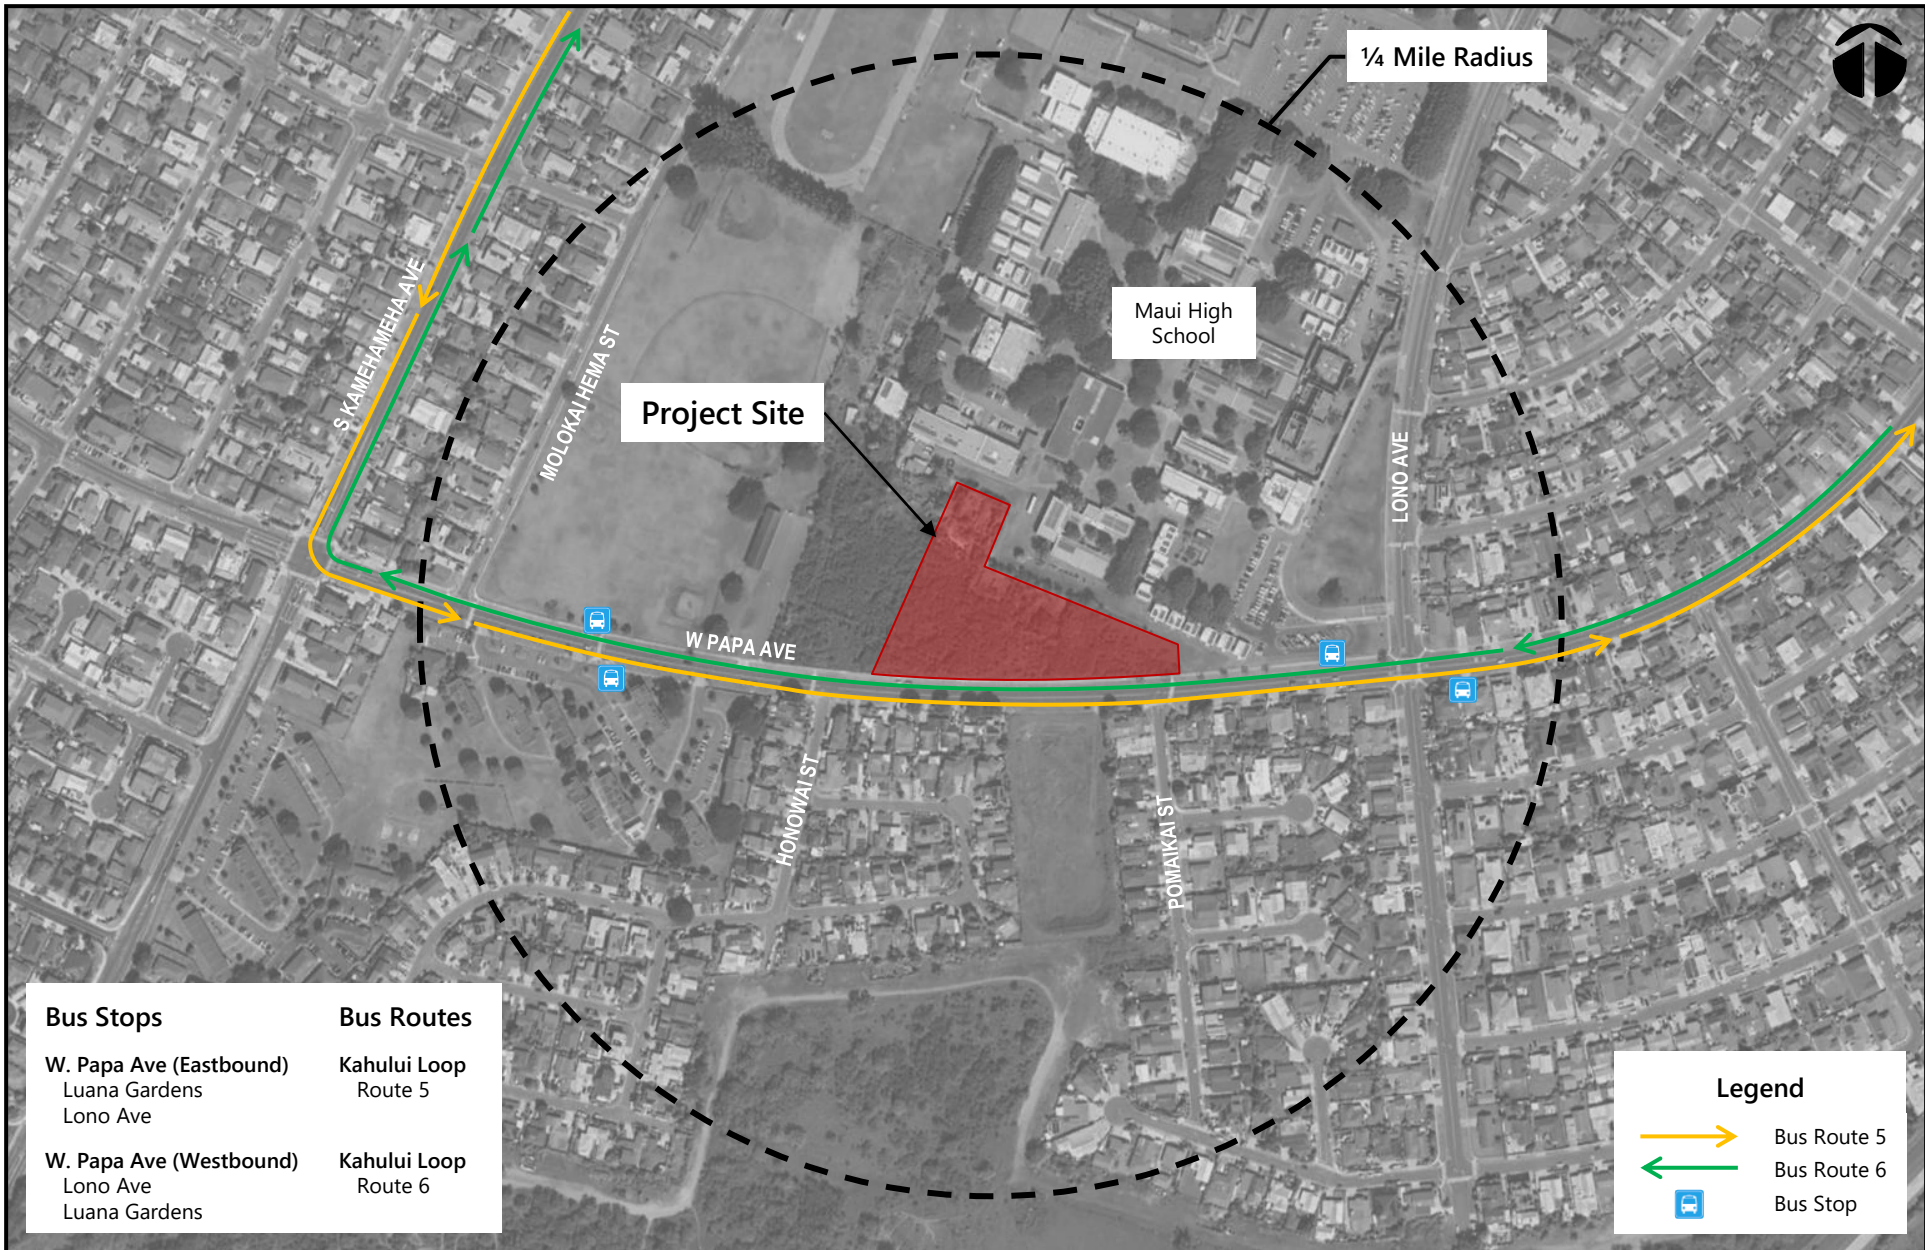 ¼ Mile Radius
S KAMEHAMEHA AVE
MOLOKAI HEMA ST
Maui High
School
Project Site
LONO AVE
W PAPA AVE
HONOWAI ST
POMAIKAI ST
Bus Stops
Bus Routes
W. Papa Ave (Eastbound)
Kahului Loop
Luana Gardens
Route 5
Lono Ave
W. Papa Ave (Westbound)
Kahului Loop
Lono Ave
Route 6
Luana Gardens
Legend
Bus Route 5
Bus Route 6
Bus Stop